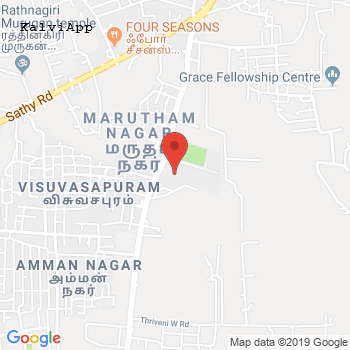 Rathnagiri
Murugan temple
ரத்தினகிரி
முருகன்
KalviApp
FOUR SEASONS
ஃபோர்
சீசன்ஸ்
Grace Fellowship Centre
Sathy Rd
MARUTHAM
NAGAR
மருதம்
நகர்
VISUVASAPURAM
விசுவசபுரம்
AMMAN NAGAR
அம்மன்
நகர்
Thriveni W Rd
Google
Map data ©2019 Google